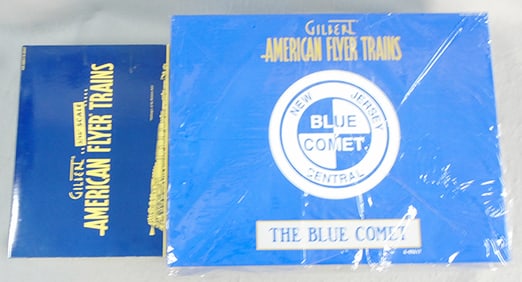 GILBERT
AMERICAN FLYER TRAINS
NEW JERSEY
BLUE
COMET
CENTRAL
THE BLUE COMET
GILBERT
AMERICAN FLYER TRAINS